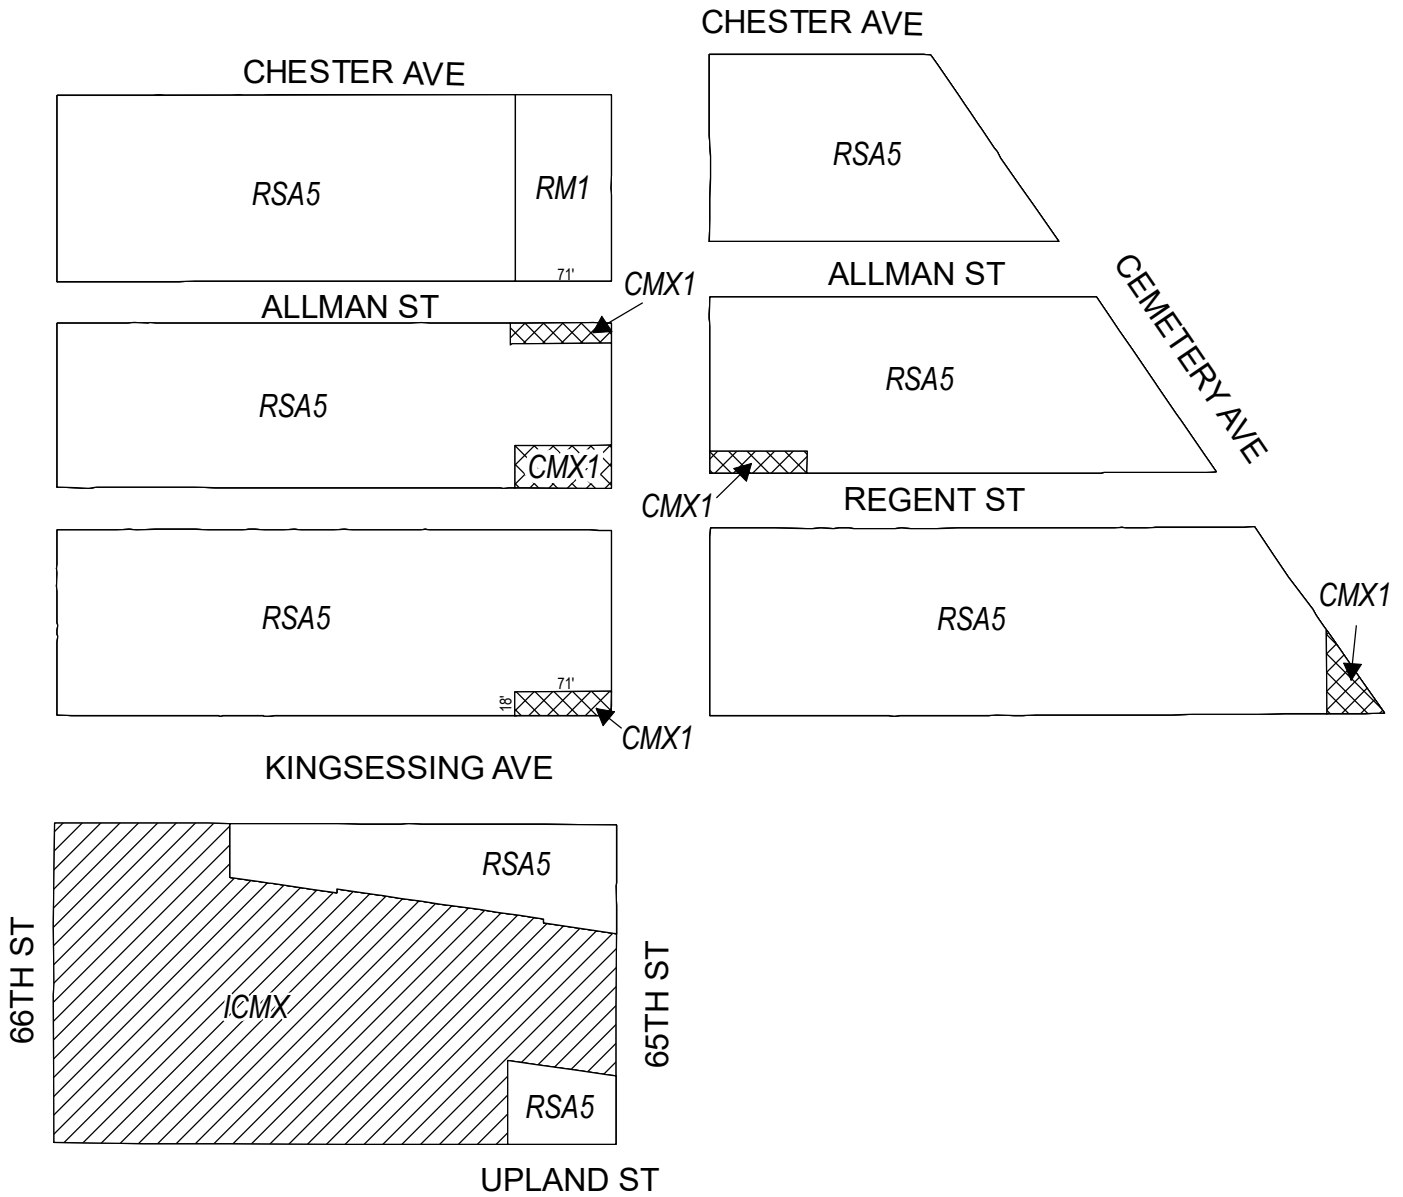 CHESTER AVE
CHESTER AVE
RSA5
RM1
71'
RSA5
ALLMAN ST
CMX1
ALLMAN ST
CEMETERY AVE
RSA5
CMX1
RSA5
CMX1
REGENT ST
RSA5
71'
18'
CMX1
RSA5
CMX1
KINGSESSING AVE
RSA5
66TH ST
ICMX
65TH ST
RSA5
UPLAND ST